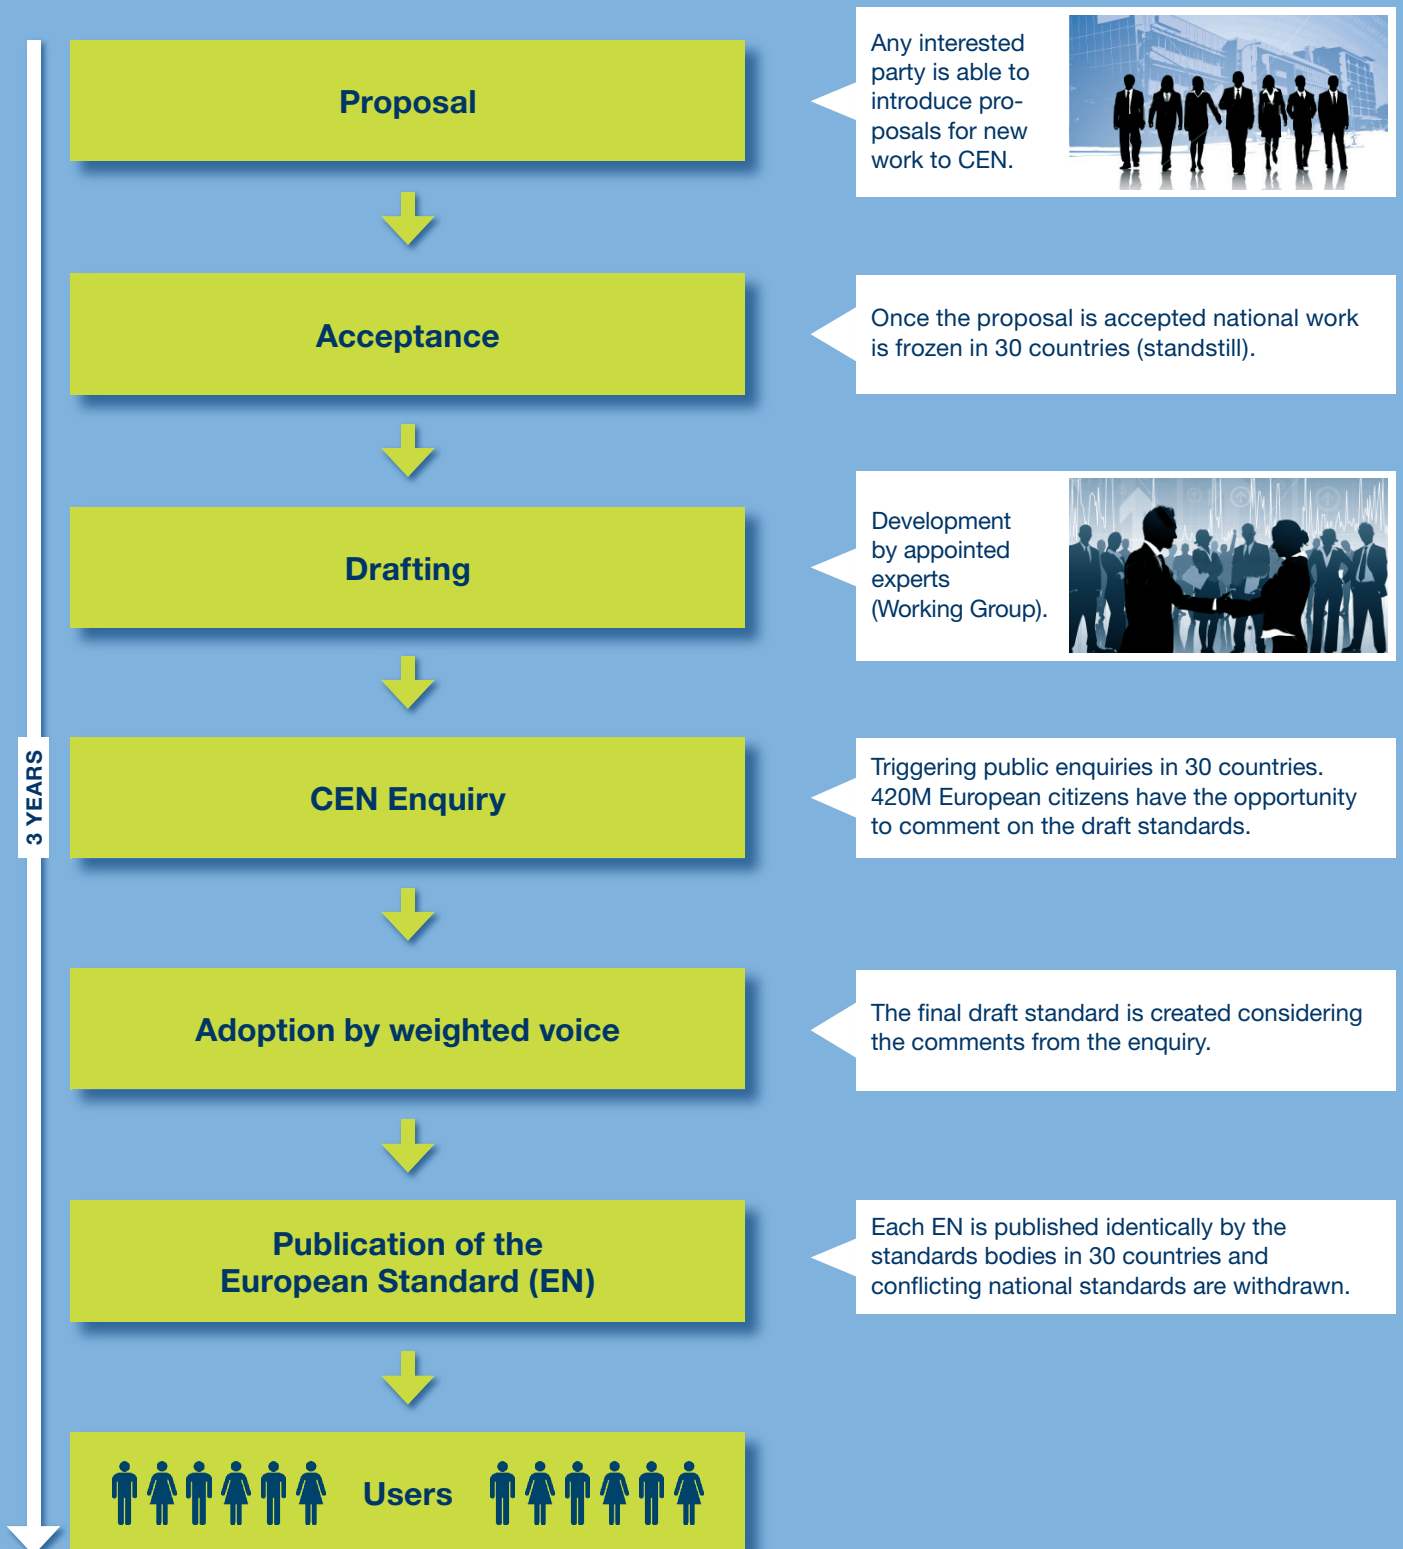 Proposal
Any interested
party is able to
introduce pro-
posals for new
work to CEN.
Acceptance
Once the proposal is accepted national work
is frozen in 30 countries (standstill).
Drafting
Development
by appointed
experts
(Working Group).
3 YEARS
CEN Enquiry
Triggering public enquiries in 30 countries.
420M European citizens have the opportunity
to comment on the draft standards.
Adoption by weighted voice
The final draft standard is created considering
the comments from the enquiry.
Publication of the
European Standard (EN)
Each EN is published identically by the
standards bodies in 30 countries and
conflicting national standards are withdrawn.
Users